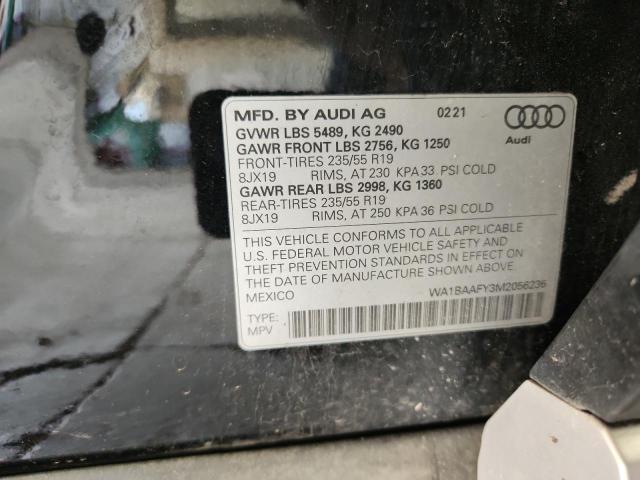 MFD. BY AUDI AG 02 21
GVWR LBS 5489, KG 2490
GAWR FRONT LBS 2756, KG 1250
FRONT-TIRES 235/55 R19
8JX19 RIMS, AT 230 KPA 33 PSI COLD
GAWR REAR LBS 2998, KG 1360
REAR-TIRES 235/55 R19
8JX19 RIMS, AT 250 KPA 36 PSI COLD
Audi
THIS VEHICLE CONFORMS TO ALL APPLICABLE
U.S. FEDERAL MOTOR VEHICLE SAFETY AND
THEFT PREVENTION STANDARDS IN EFFECT ON
THE DATE OF MANUFACTURE SHOWN ABOVE.
MEXICO WA1BAAFY3M2056236
TYPE:
MPV